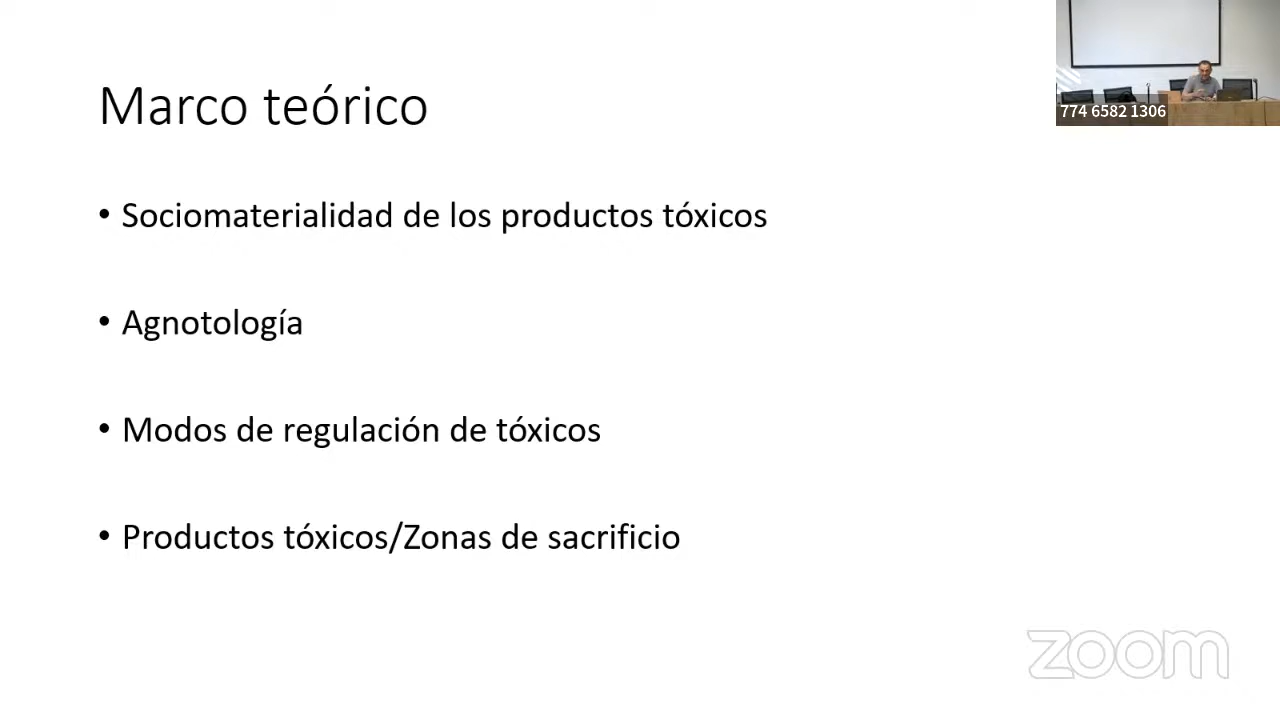 Marco teórico
774 6582 1306
• Sociomaterialidad de los productos tóxicos
• Agnotología
• Modos de regulación de tóxicos
• Productos tóxicos/Zonas de sacrificio
zoom